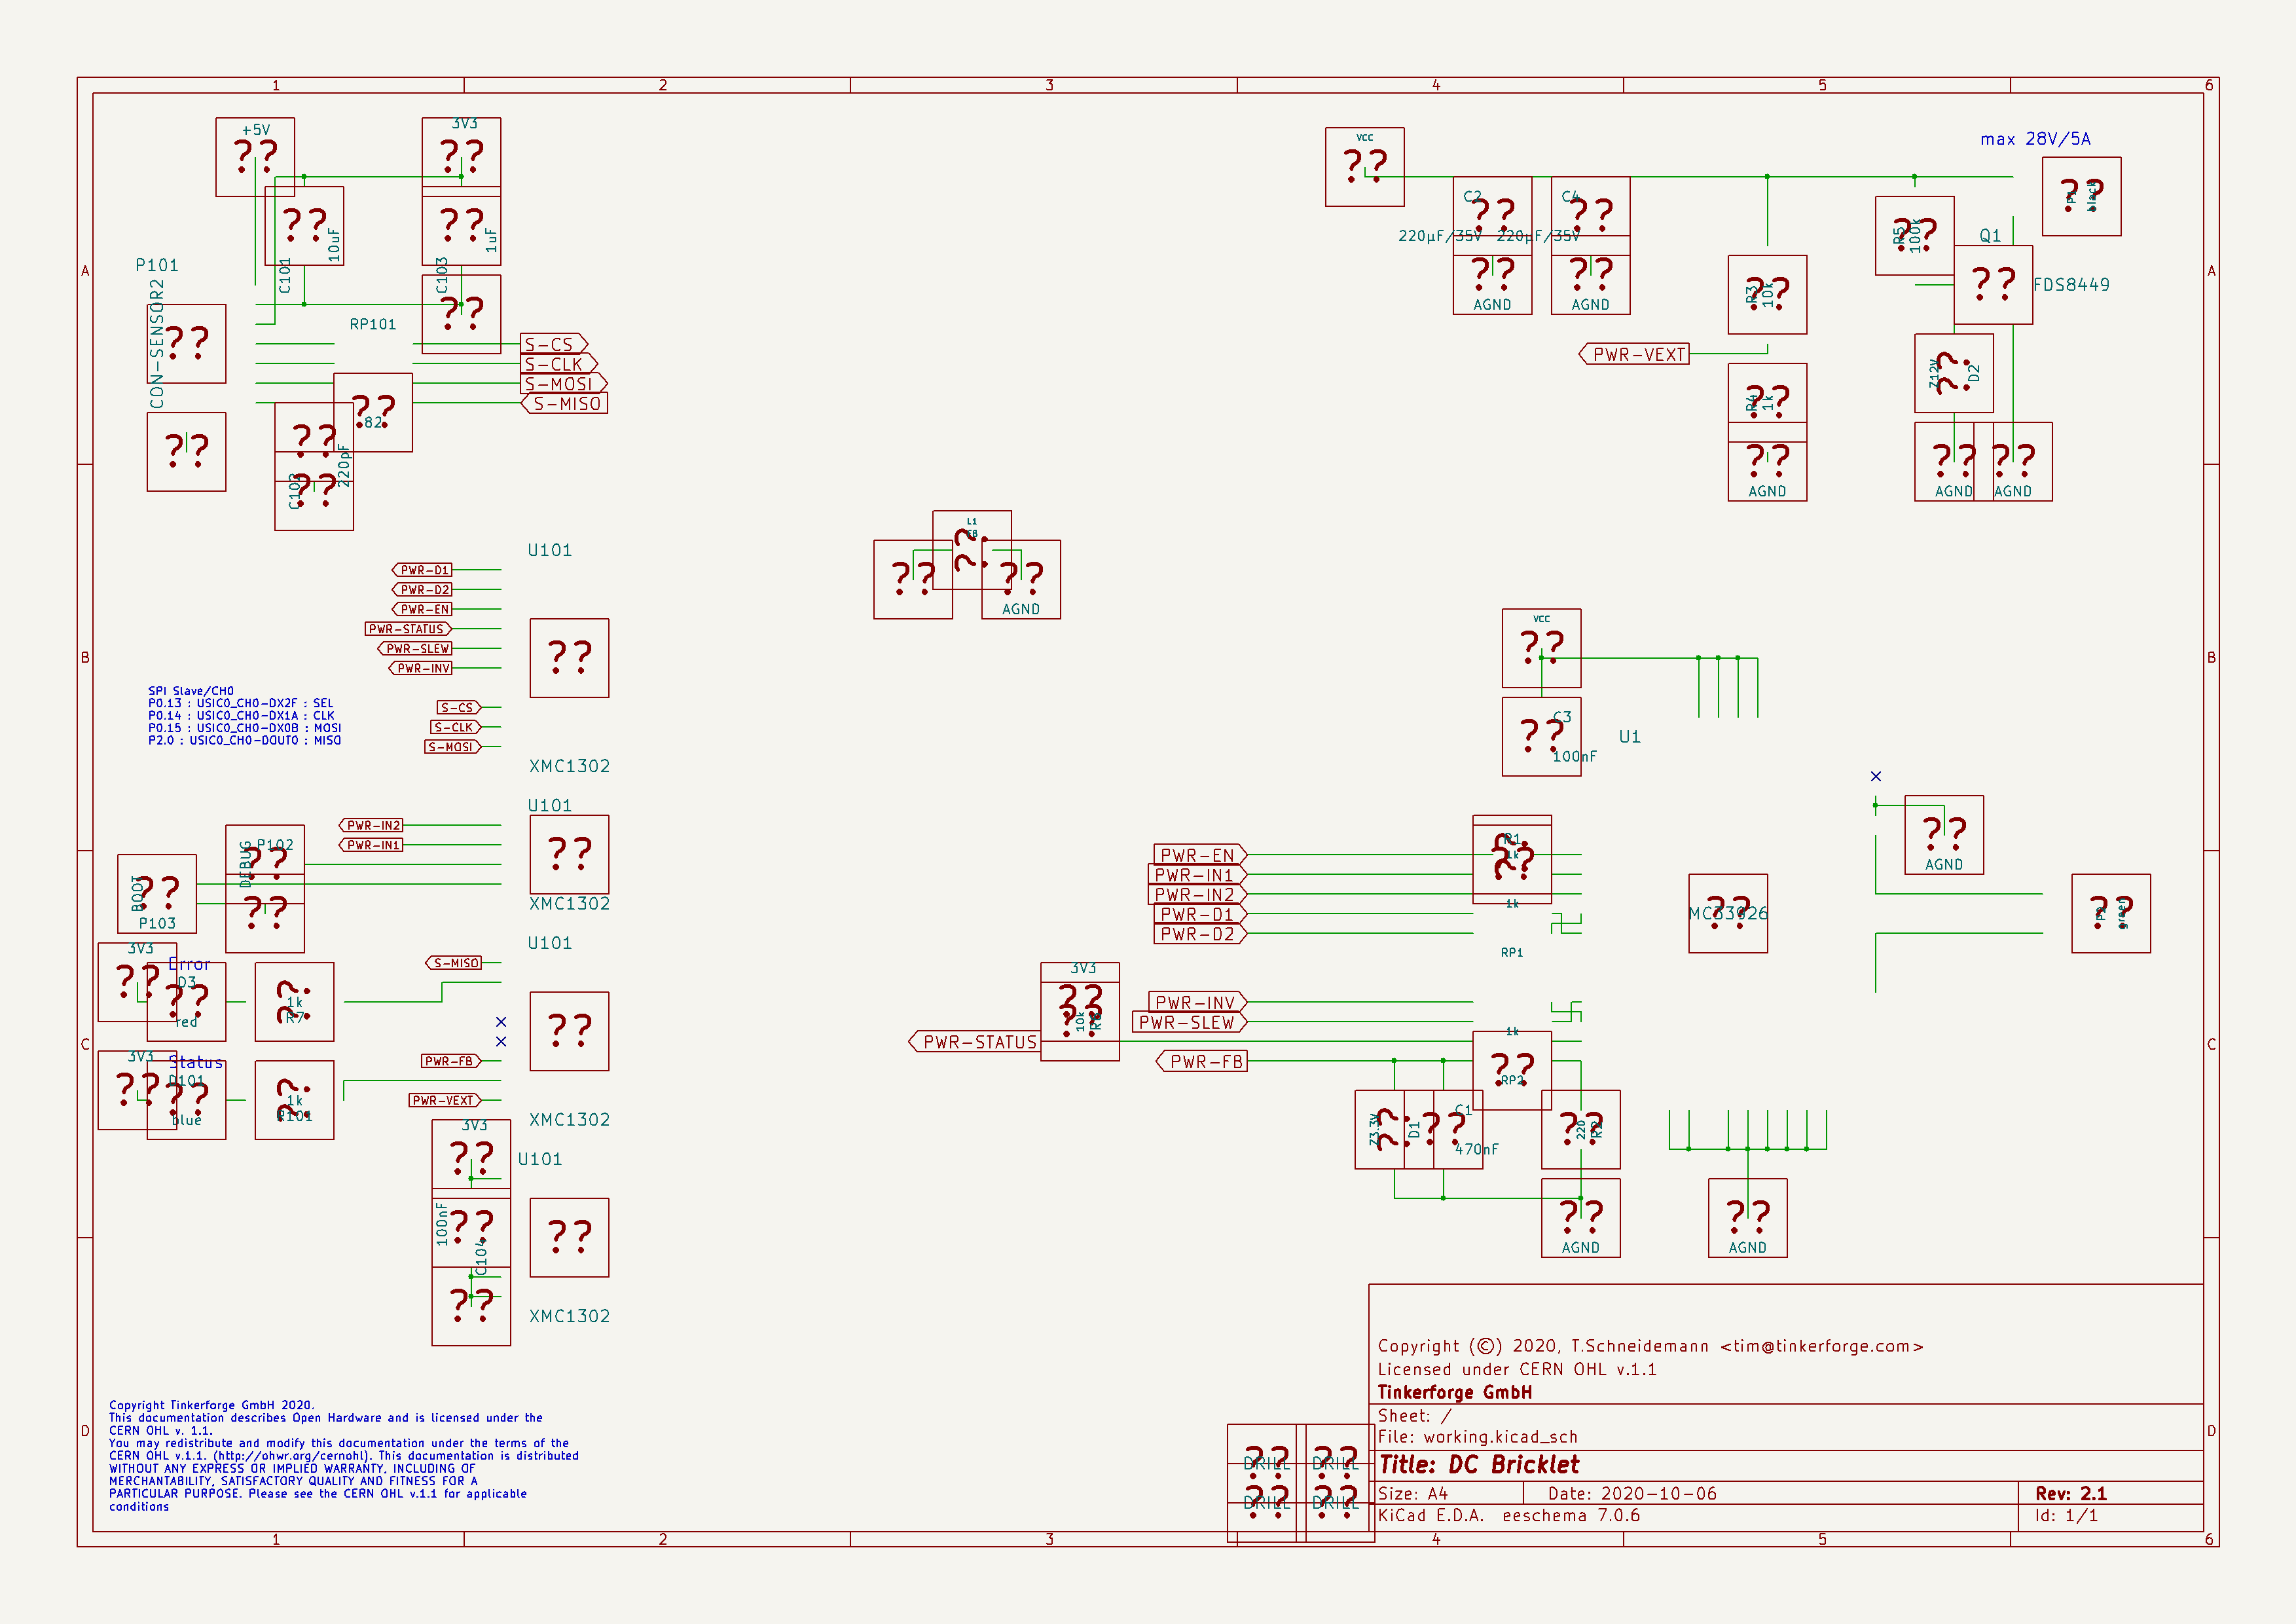 1 2 3 4 5 6
+5V
3V3
VCC
max 28V/5A
P1
black
C2
C4
220µF/35V 220µF/35V
10uF
1uF
R5
100k
Q1
FDS8449
P101
CON-SENSOR2
C101
C103
A
A
AGND
AGND
R3
10k
RP101
S-CS
S-CLK
S-MOSI
S-MISO
82
PWR-VEXT
Z12V
D2
R4
1k
220pF
AGND
AGND
AGND
L1
FB
AGND
U101
PWR-D1
PWR-D2
PWR-EN
PWR-STATUS
PWR-SLEW
PWR-INV
VCC
B
B
SPI Slave/CH0
P0.13 : USIC0_CH0-DX2F : SEL
P0.14 : USIC0_CH0-DX1A : CLK
P0.15 : USIC0_CH0-DX0B : MOSI
P2.0 : USIC0_CH0-DOUT0 : MISO
S-CS
S-CLK
S-MOSI
C3
100nF
U1
XMC1302
U101
PWR-IN2
PWR-IN1
P102
DEBUG
BOOT
P103
XMC1302
R1
1k
PWR-EN
PWR-IN1
PWR-IN2
PWR-D1
PWR-D2
1k
RP1
AGND
MC33926
P2
green
U101
3V3
Error
D3
red
1k
R7
S-MISO
3V3
10k
R6
PWR-INV
PWR-SLEW
PWR-STATUS
PWR-FB
1k
RP2
C
C
3V3
Status
D101
blue
1k
R101
PWR-FB
PWR-VEXT
XMC1302
Z3.3V
D1
C1
470nF
220
R2
3V3
U101
100nF
C104
AGND
AGND
XMC1302
Copyright (©) 2020, T.Schneidemann <tim@tinkerforge.com>
Licensed under CERN OHL v.1.1
Tinkerforge GmbH
Sheet: /
File: working.kicad_sch
Title: DC Bricklet
Size: A4 Date: 2020-10-06 Rev: 2.1
KiCad E.D.A. eeschema 7.0.6 Id: 1/1
D
D
Copyright Tinkerforge GmbH 2020.
This documentation describes Open Hardware and is licensed under the
CERN OHL v. 1.1.
You may redistribute and modify this documentation under the terms of the
CERN OHL v.1.1. (http://ohwr.org/cernohl). This documentation is distributed
WITHOUT ANY EXPRESS OR IMPLIED WARRANTY, INCLUDING OF
MERCHANTABILITY, SATISFACTORY QUALITY AND FITNESS FOR A
PARTICULAR PURPOSE. Please see the CERN OHL v.1.1 for applicable
conditions
DRILL DRILL
DRILL DRILL
1 2 3 4 5 6